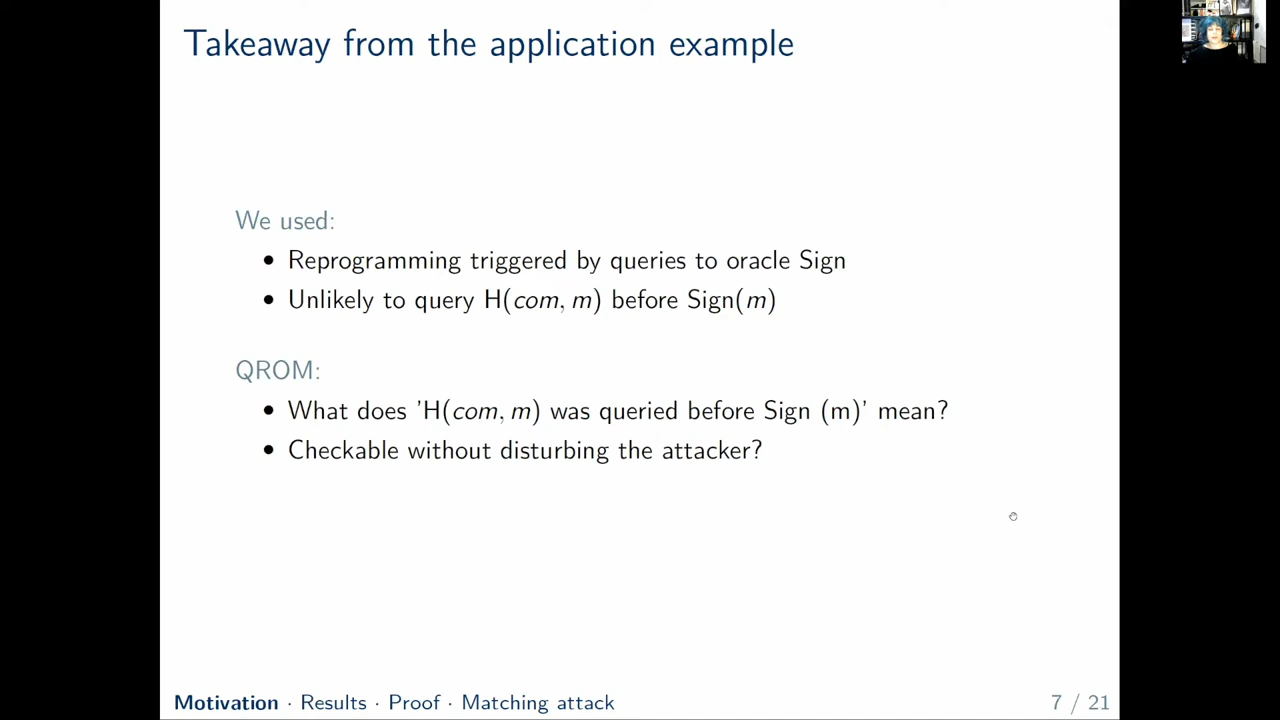 Takeaway from the application example
We used:
• Reprogramming triggered by queries to oracle Sign
• Unlikely to query H(com, m) before Sign(m)
QROM:
• What does 'H(com, m) was queried before Sign (m)' mean?
• Checkable without disturbing the attacker?
Motivation · Results · Proof · Matching attack 7 / 21